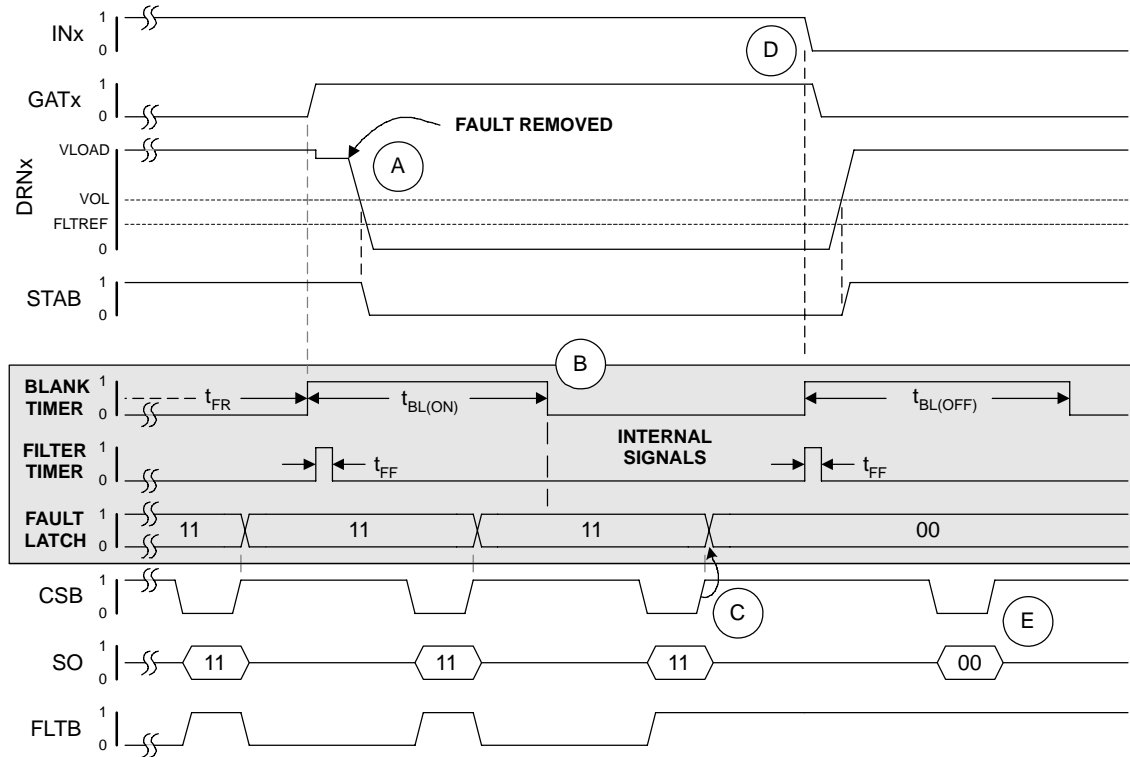 INx 1 0
D
GATx 1 0
FAULT REMOVED
A
DRNx
VLOAD
VOL
FLTREF
0
STAB 1 0
B
BLANK TIMER 1 0 tFR tBL(ON) tBL(OFF)
INTERNAL SIGNALS
FILTER TIMER 1 0 tFF tFF
FAULT LATCH 1 0 11 11 11 00
CSB 1 0
C
E
SO 1 0 11 11 11 00
FLTB 1 0